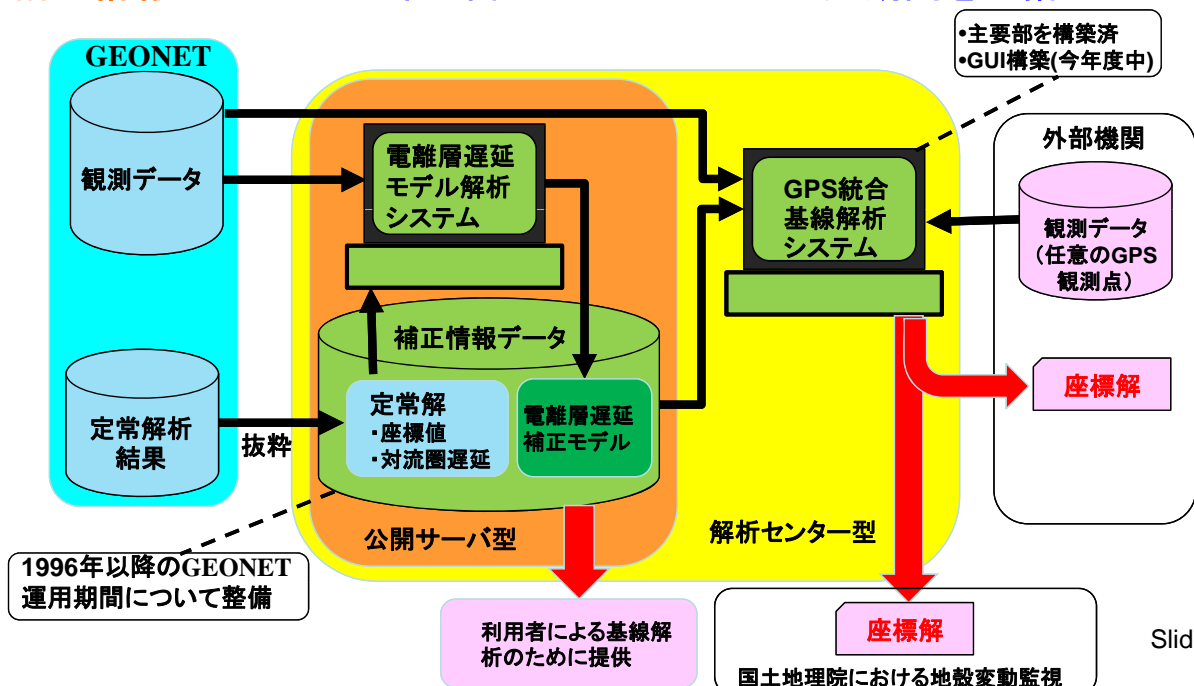 •主要部を構築済
•GUI構築(今年度中)
GEONET
観測データ
電離層遅延
モデル解析
システム
GPS統合
基線解析
システム
外部機関
観測データ
（任意のGPS
観測点）
補正情報データ
定常解
・座標値
・対流圏遅延
電離層遅延
補正モデル
定常解析
結果
抜粋
座標解
公開サーバ型
解析センター型
1996年以降のGEONET
運用期間について整備
利用者による基線解
析のために提供
座標解
国土地理院における地殻変動監視
Slid